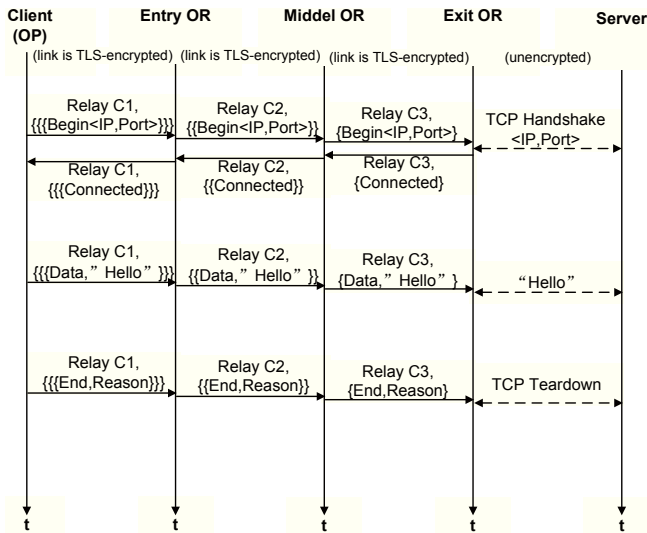 Client Entry OR Middel OR Exit OR Server
(OP)
(link is TLS-encrypted) (link is TLS-encrypted) (link is TLS-encrypted) (unencrypted)
Relay C1,
{{{Begin<IP,Port>}}}
Relay C2,
{{Begin<IP,Port>}}
Relay C3,
{Begin<IP,Port>}
TCP Handshake
<IP,Port>
Relay C1,
{{{Connected}}}
Relay C2,
{{Connected}}
Relay C3,
{Connected}
Relay C1,
{{{Data,”Hello”}}}
Relay C2,
{{Data,”Hello”}}
Relay C3,
{Data,”Hello”}
“Hello”
Relay C1,
{{{End,Reason}}}
Relay C2,
{{End,Reason}}
Relay C3,
{End,Reason}
TCP Teardown
t t t t t